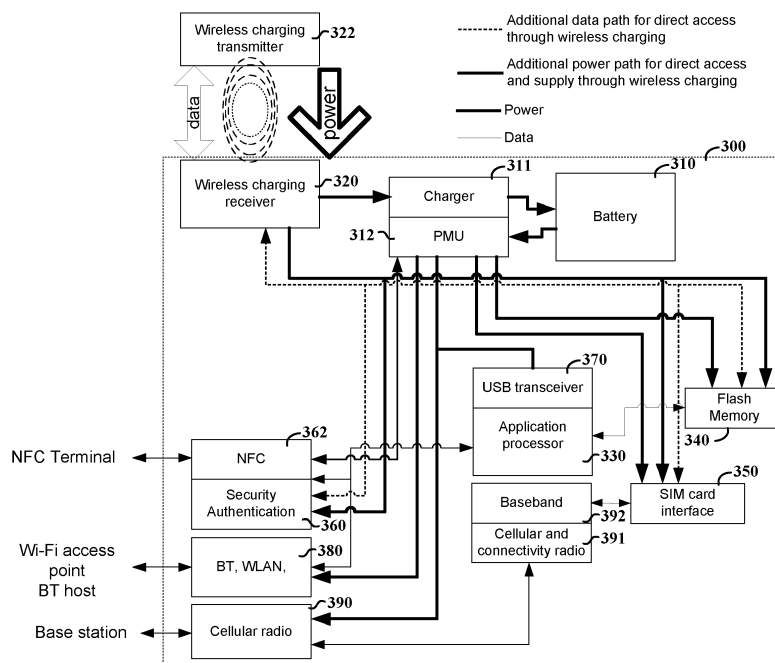 Wireless charging
transmitter
322
data
power
Additional data path for direct access
through wireless charging
Additional power path for direct access
and supply through wireless charging
Power
Data
300
Wireless charging
receiver
320
311
Charger
312
PMU
310
Battery
370
USB transceiver
Application
processor
330
Flash
Memory
340
362
NFC
NFC Terminal
Security
Authentication
360
350
SIM card
interface
Baseband
392
Cellular and
connectivity radio
391
Wi-Fi access
point
BT host
380
BT, WLAN,
390
Base station
Cellular radio